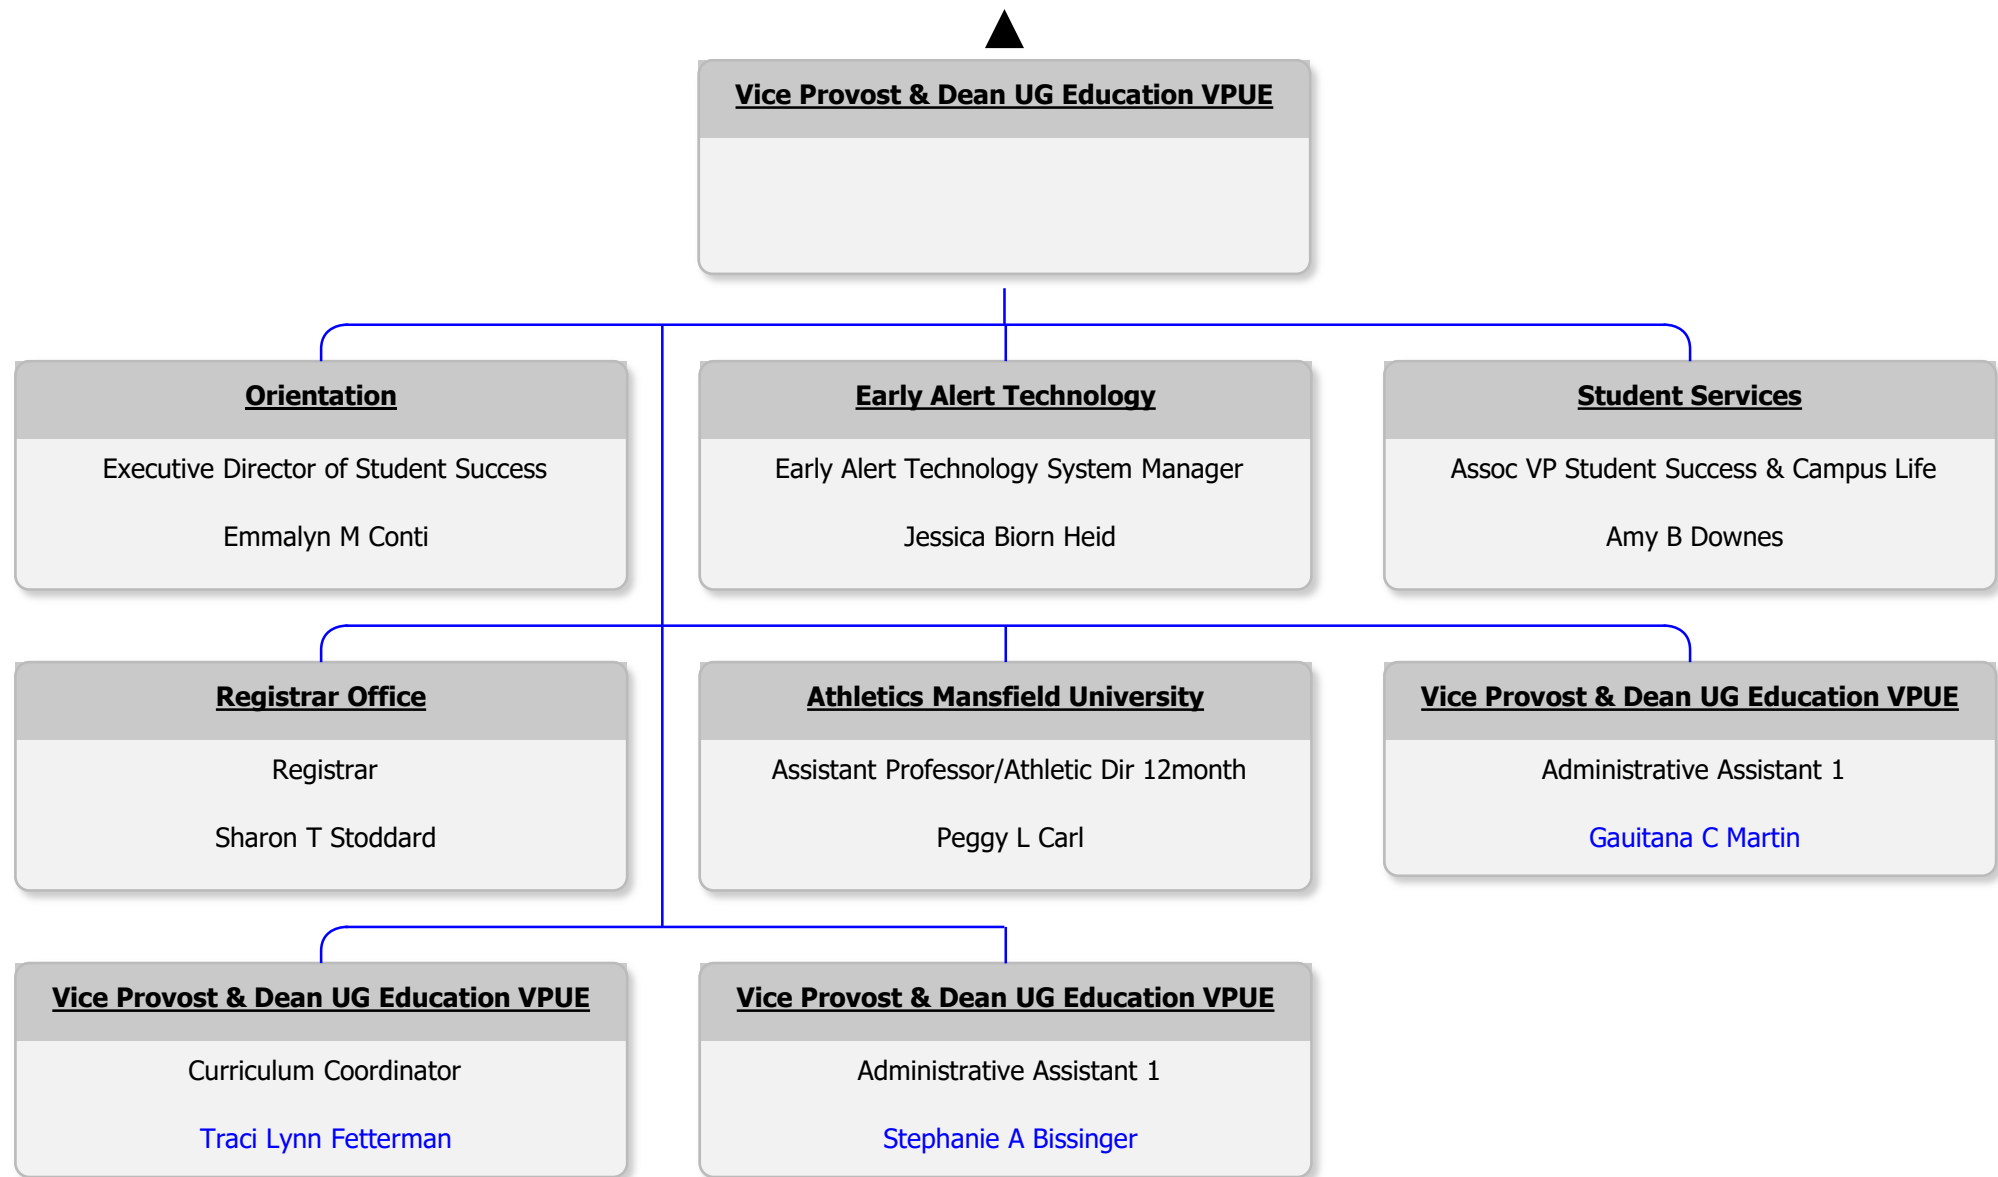 Vice Provost & Dean UG Education VPUE
Orientation
Executive Director of Student Success
Emmalyn M Conti
Early Alert Technology
Early Alert Technology System Manager
Jessica Biorn Heid
Student Services
Assoc VP Student Success & Campus Life
Amy B Downes
Registrar Office
Registrar
Sharon T Stoddard
Athletics Mansfield University
Assistant Professor/Athletic Dir 12month
Peggy L Carl
Vice Provost & Dean UG Education VPUE
Administrative Assistant 1
Gauitana C Martin
Vice Provost & Dean UG Education VPUE
Curriculum Coordinator
Traci Lynn Fetterman
Vice Provost & Dean UG Education VPUE
Administrative Assistant 1
Stephanie A Bissinger